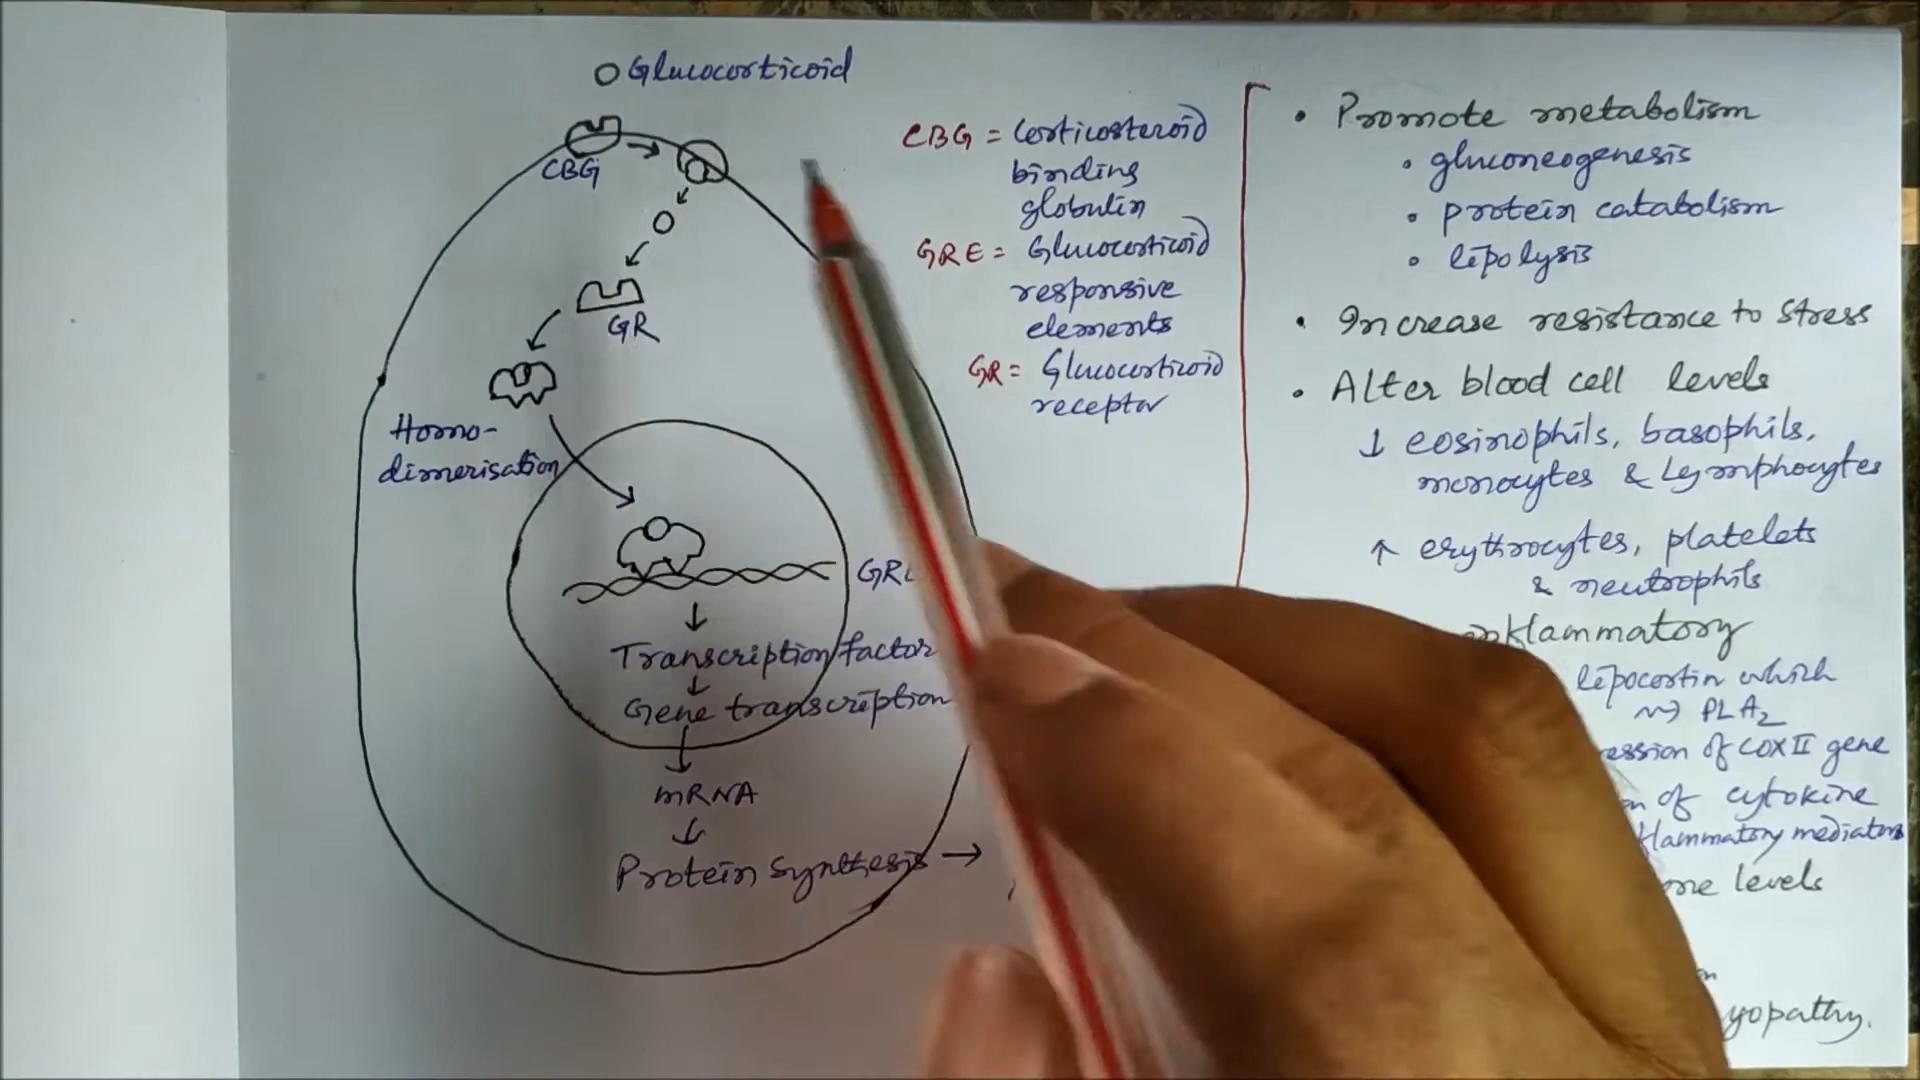 Glucocorticoid
CBG
GR
Homo-
dimerisation
GRE
Transcription factor
Gene transcription
mRNA
Protein synthesis
CBG = Corticosteroid
binding
globulin
GRE = Glucocorticoid
responsive
elements
GR = Glucocorticoid
receptor
• Promote metabolism
• gluconeogenesis
• protein catabolism
• lipolysis
• Increase resistance to stress
• Alter blood cell levels
↓ eosinophils, basophils,
monocytes & Lymphocytes
↑ erythrocytes, platelets
& neutrophils
lipocortin which
PLA2
of COX II gene
of cytokine
mediators
levels